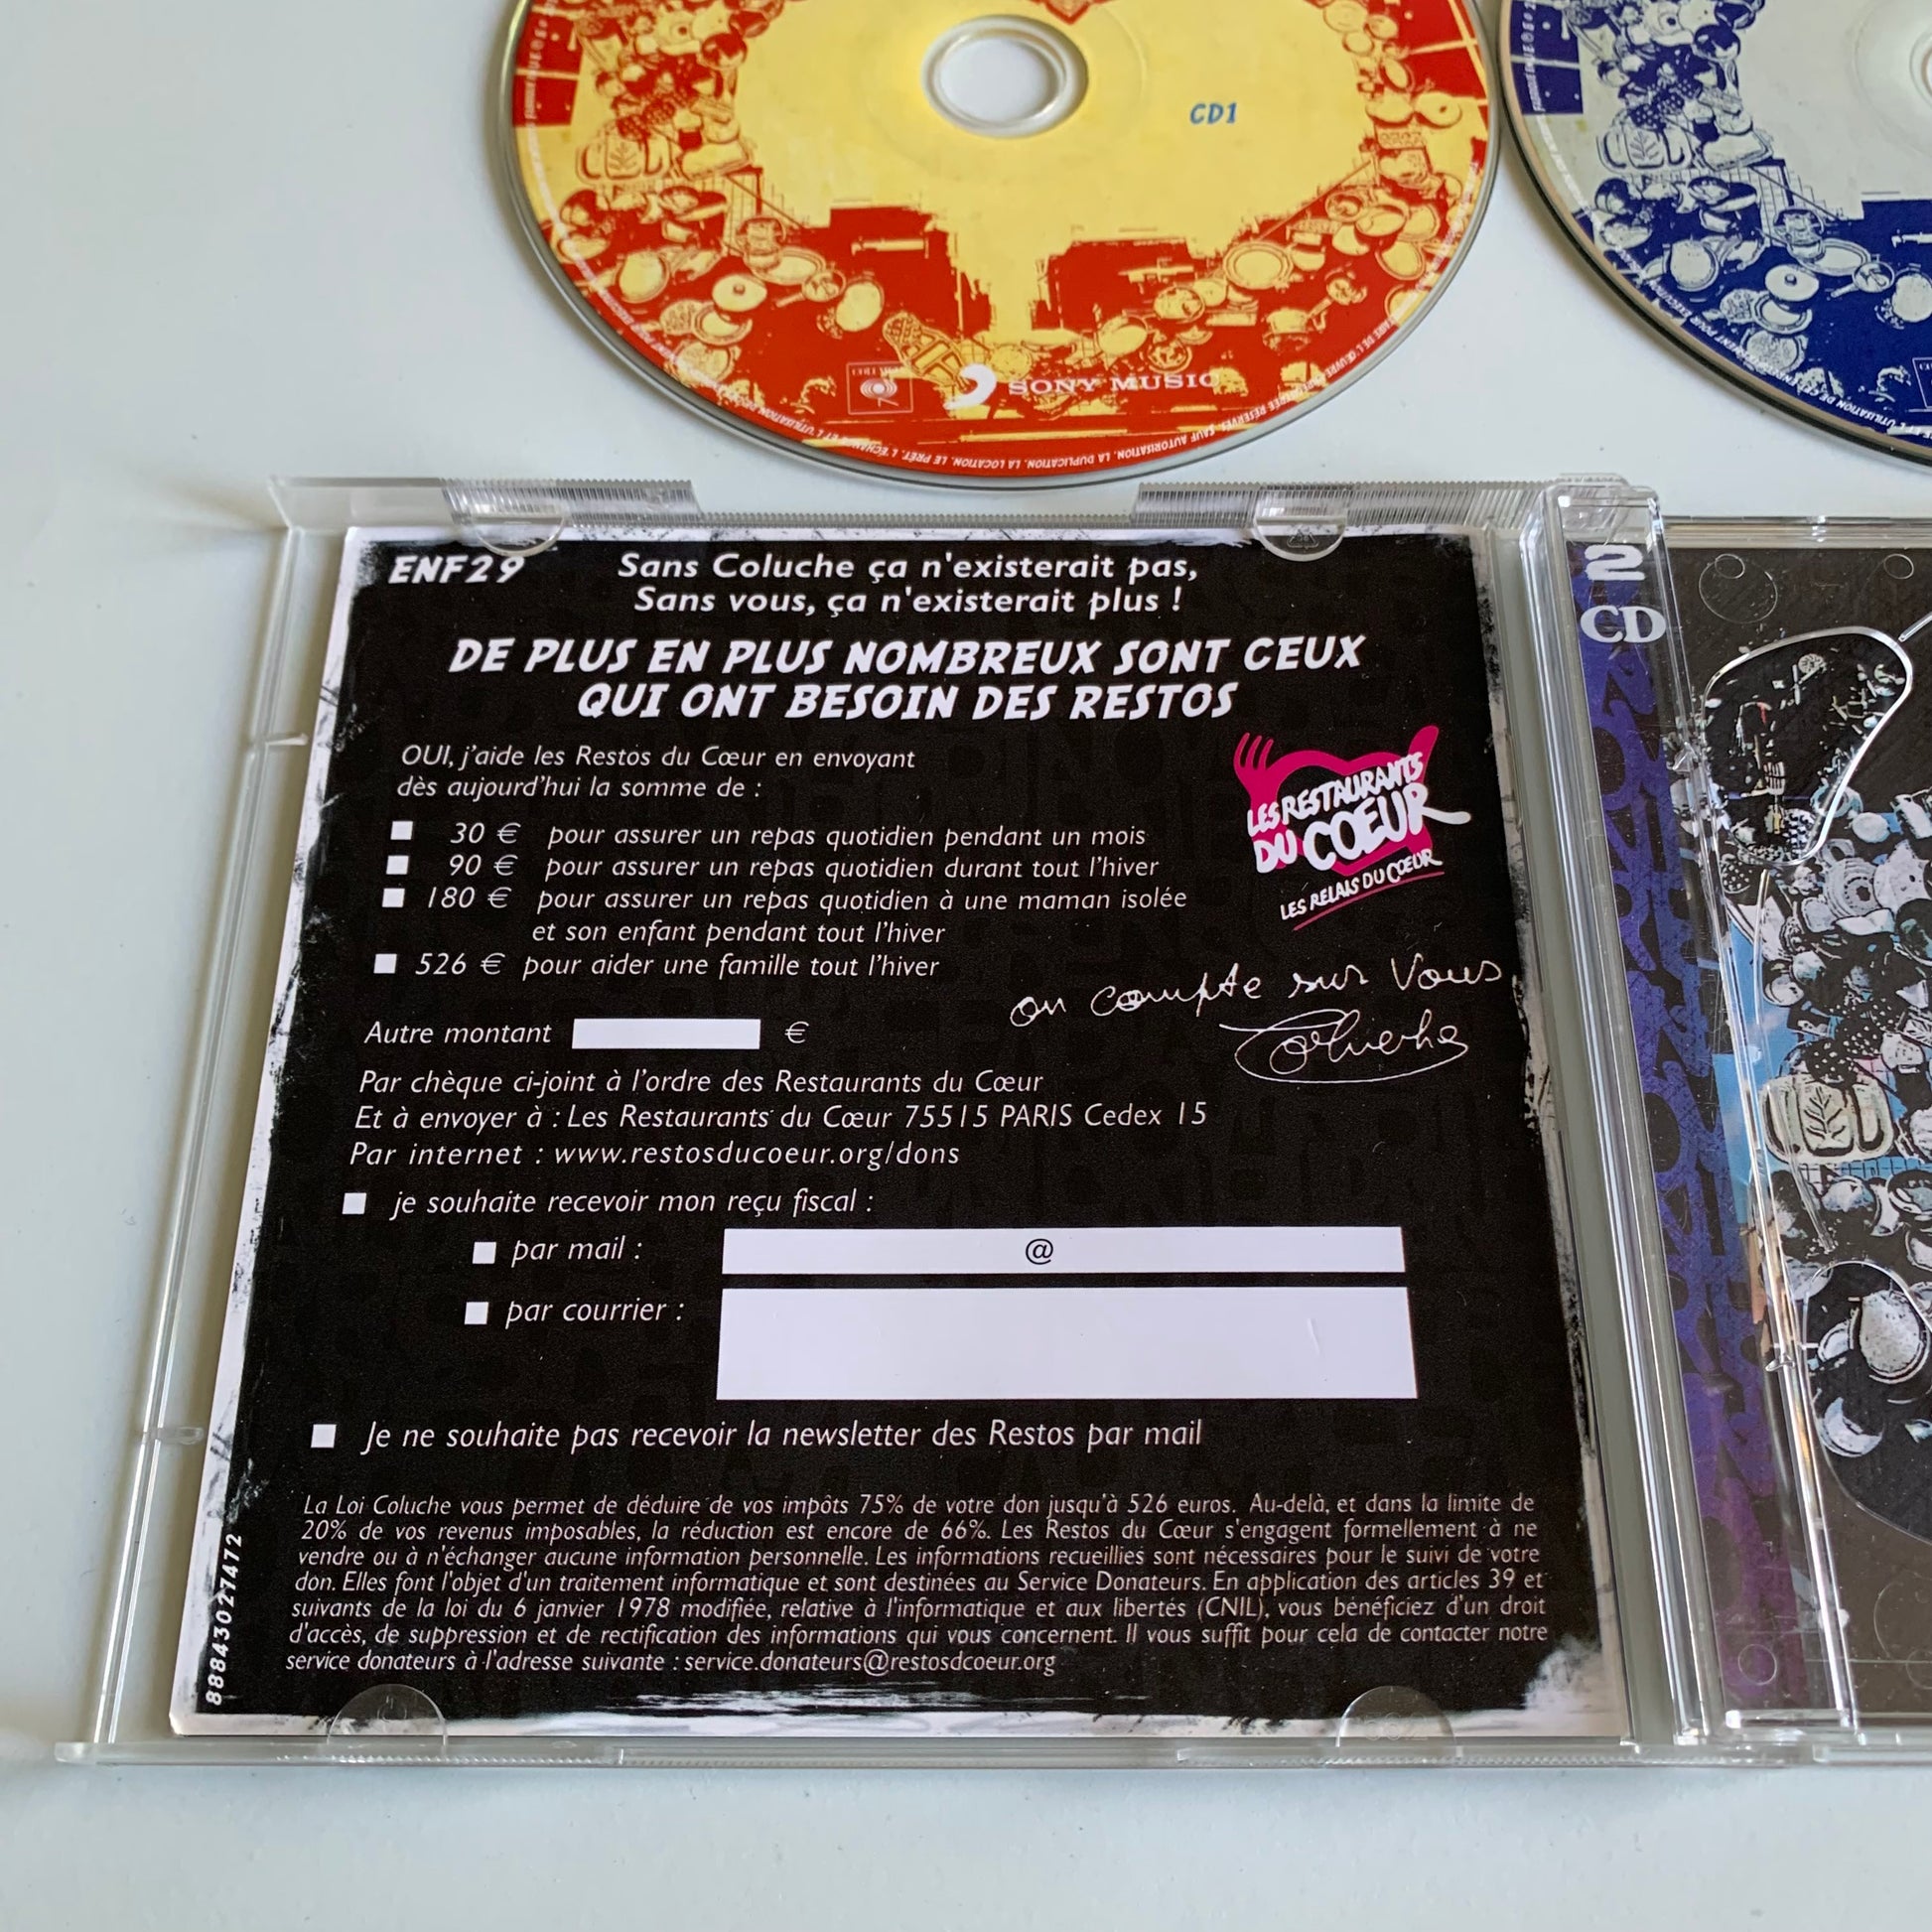 CD1
SONY MUSIC
ENF29
Sans Coluche ça n'existerait pas,
Sans vous, ça n'existerait plus !
DE PLUS EN PLUS NOMBREUX SONT CEUX
QUI ONT BESOIN DES RESTOS
OUI, j'aide les Restos du Cœur en envoyant
dès aujourd'hui la somme de :
30 € pour assurer un repas quotidien pendant un mois
90 € pour assurer un repas quotidien durant tout l'hiver
180 € pour assurer un repas quotidien à une maman isolée
et son enfant pendant tout l'hiver
526 € pour aider une famille tout l'hiver
LES RESTAURANTS
DU COEUR
LES RELAIS DU CŒUR
on compte sur vous
Coluche
Autre montant €
Par chèque ci-joint à l'ordre des Restaurants du Cœur
Et à envoyer à : Les Restaurants du Cœur 75515 PARIS Cedex 15
Par internet : www.restosducoeur.org/dons
je souhaite recevoir mon reçu fiscal :
par mail : @
par courrier :
Je ne souhaite pas recevoir la newsletter des Restos par mail
La Loi Coluche vous permet de déduire de vos impôts 75% de votre don jusqu'à 526 euros. Au-delà, et dans la limite de
20% de vos revenus imposables, la réduction est encore de 66%. Les Restos du Cœur s'engagent formellement à ne
vendre ou à n'échanger aucune information personnelle. Les informations recueillies sont nécessaires pour le suivi de votre
don. Elles font l'objet d'un traitement informatique et sont destinées au Service Donateurs. En application des articles 39 et
suivants de la loi du 6 janvier 1978 modifiée, relative à l'informatique et aux libertés (CNIL), vous bénéficiez d'un droit
d'accès, de suppression et de rectification des informations qui vous concernent. Il vous suffit pour cela de contacter notre
service donateurs à l'adresse suivante : service.donateurs@restosdcoeur.org
88843027472
2
CD